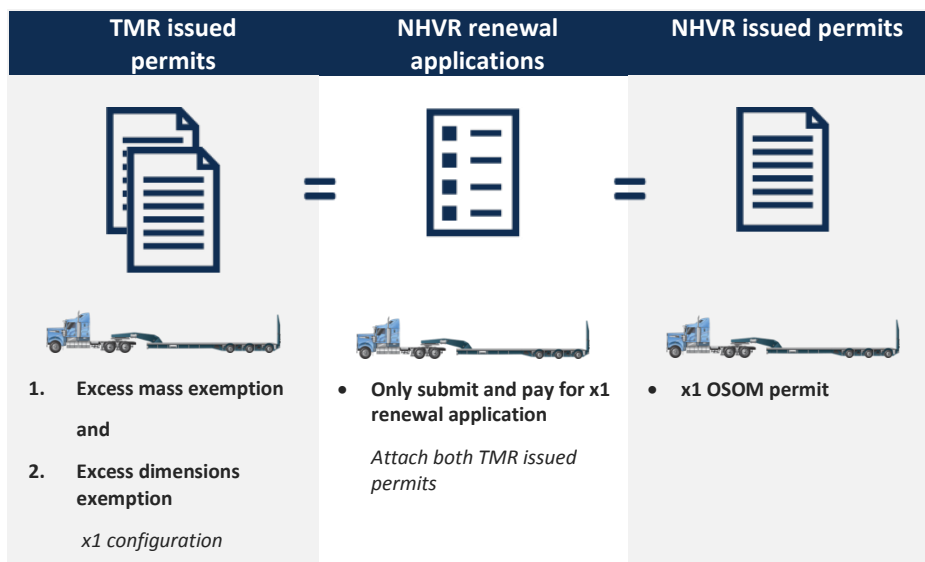 TMR issued
permits
NHVR renewal
applications
NHVR issued permits
=
=
1. Excess mass exemption
and
2. Excess dimensions
exemption
x1 configuration
• Only submit and pay for x1
renewal application
Attach both TMR issued
permits
• x1 OSOM permit